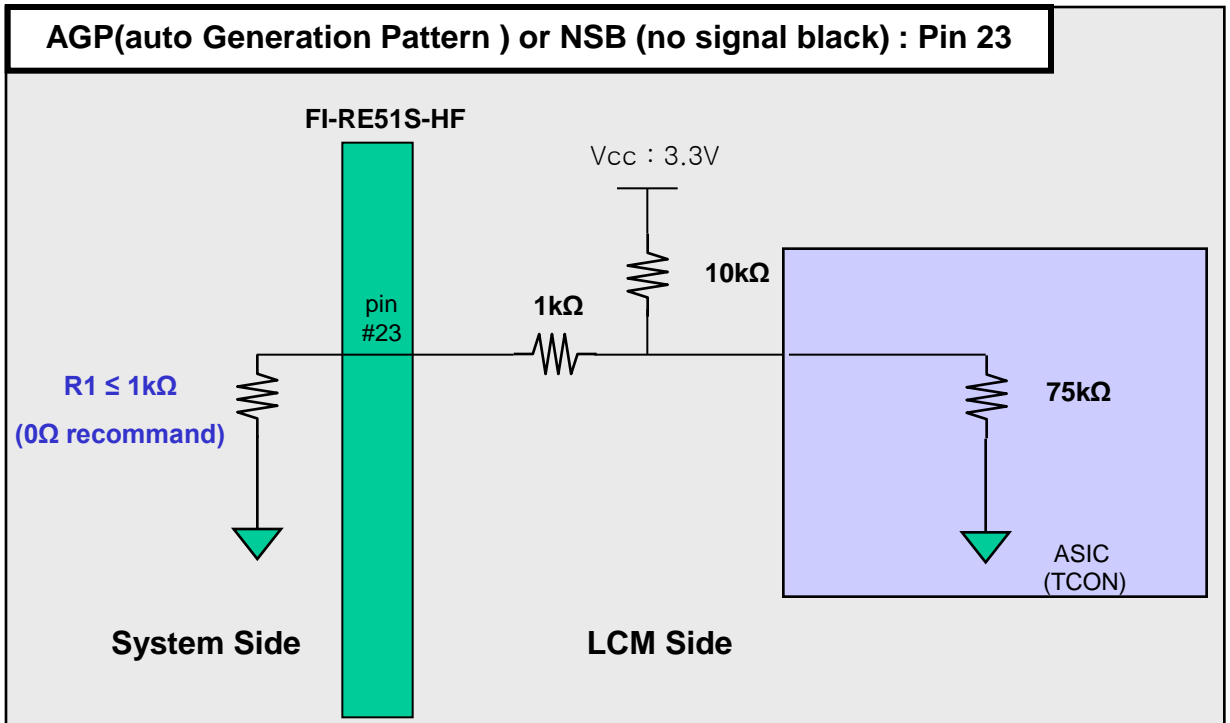 AGP(auto Generation Pattern ) or NSB (no signal black) : Pin 23
FI-RE51S-HF
Vcc : 3.3V
10kΩ
1kΩ
pin
#23
R1 ≤ 1kΩ
(0Ω recommand)
75kΩ
ASIC
(TCON)
System Side
LCM Side